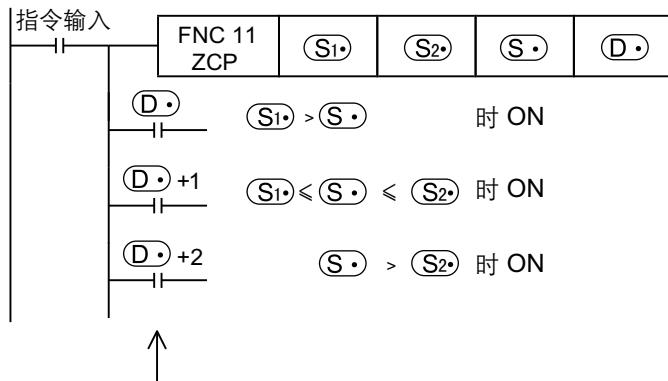 指令输入
FNC 11 S1• S2• S • D •
ZCP
D •
S1• > S • 时 ON
D • +1
S1• ≤ S • ≤ S2• 时 ON
D • +2
S • > S2• 时 ON